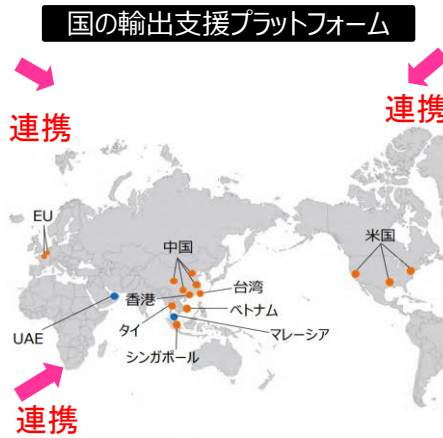 国の輸出支援プラットフォーム
連携
連携
EU
中国
米国
台湾
香港
ベトナム
UAE
タイ
マレーシア
シンガポール
連携